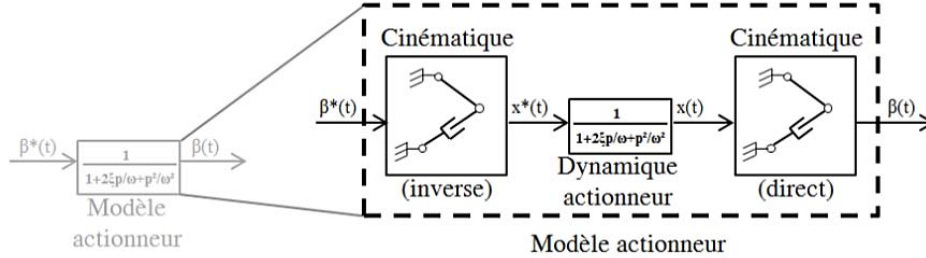 β*(t)
1
1+2ξp/ω+p²/ω²
β(t)
Modèle
actionneur
β*(t)
Cinématique
(inverse)
x*(t)
1
1+2ξp/ω+p²/ω²
Dynamique
actionneur
x(t)
Cinématique
(direct)
β(t)
Modèle actionneur